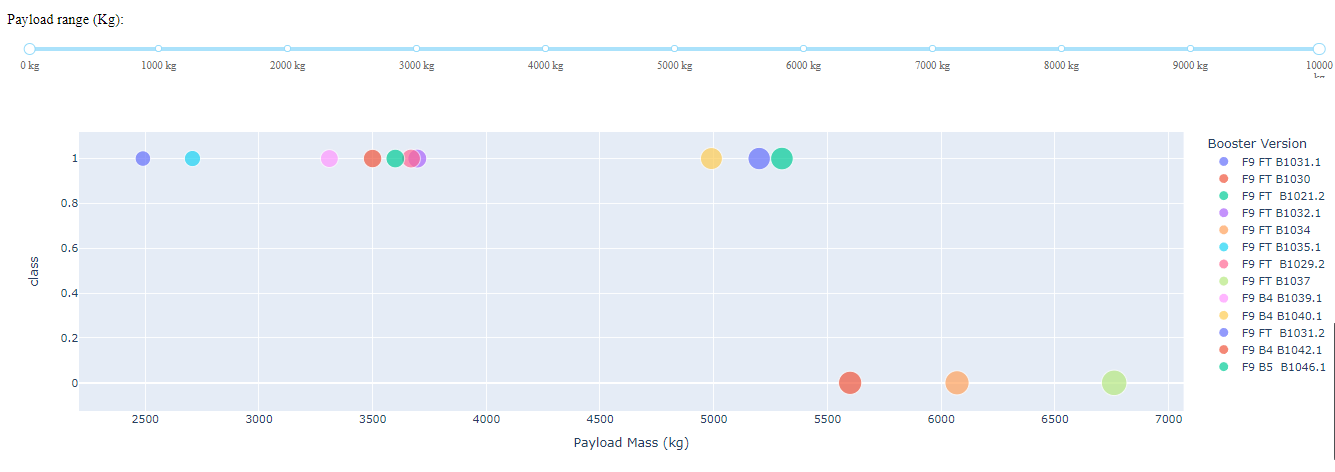 Payload range (Kg):
0 kg 1000 kg 2000 kg 3000 kg 4000 kg 5000 kg 6000 kg 7000 kg 8000 kg 9000 kg 10000
kg
Booster Version
F9 FT B1031.1
F9 FT B1030
F9 FT  B1021.2
F9 FT B1032.1
F9 FT B1034
F9 FT B1035.1
F9 FT  B1029.2
F9 FT B1037
F9 B4 B1039.1
F9 B4 B1040.1
F9 FT  B1031.2
F9 B4 B1042.1
F9 B5  B1046.1
class
1
0.8
0.6
0.4
0.2
0
2500 3000 3500 4000 4500 5000 5500 6000 6500 7000
Payload Mass (kg)